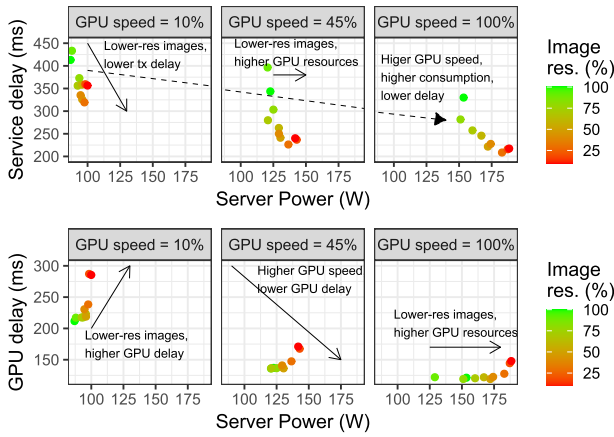 GPU speed = 10%
GPU speed = 45%
GPU speed = 100%
Service delay (ms)
450
400
350
300
250
200
Lower-res images,
lower tx delay
Lower-res images,
higher GPU resources
Higer GPU speed,
higher consumption,
lower delay
100 125 150 175
100 125 150 175
100 125 150 175
Server Power (W)
Image
res. (%)
100
75
50
25
GPU speed = 10%
GPU speed = 45%
GPU speed = 100%
GPU delay (ms)
300
250
200
150
Lower-res images,
higher GPU delay
Higher GPU speed
lower GPU delay
Lower-res images,
higher GPU resources
100 125 150 175
100 125 150 175
100 125 150 175
Server Power (W)
Image
res. (%)
100
75
50
25